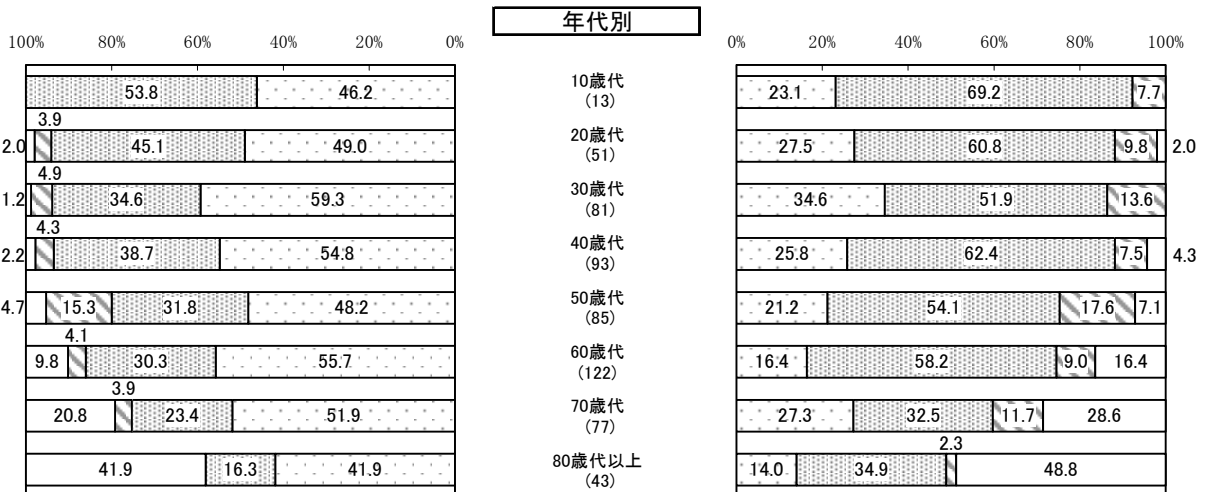 年代別
100% 80% 60% 40% 20% 0% 0% 20% 40% 60% 80% 100%
53.8 46.2 10歳代 23.1 69.2 7.7
(13)
3.9
2.0 45.1 49.0 20歳代 27.5 60.8 9.8 2.0
(51)
4.9
1.2 34.6 59.3 30歳代 34.6 51.9 13.6
(81)
4.3
2.2 38.7 54.8 40歳代 25.8 62.4 7.5 4.3
(93)
4.7 15.3 31.8 48.2 50歳代 21.2 54.1 17.6 7.1
(85)
4.1
9.8 30.3 55.7 60歳代 16.4 58.2 9.0 16.4
(122)
3.9
20.8 23.4 51.9 70歳代 27.3 32.5 11.7 28.6
(77)
2.3
41.9 16.3 41.9 80歳代以上 14.0 34.9 48.8
(43)